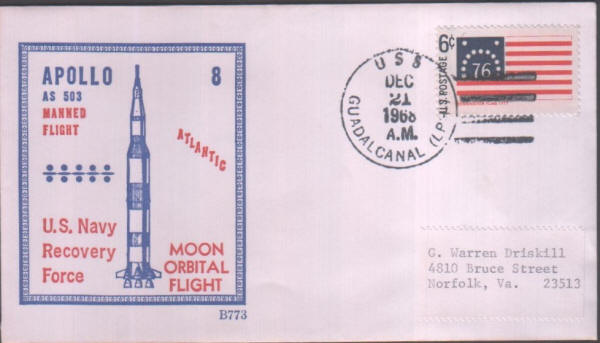 APOLLO 8
AS 503
MANNED
FLIGHT
ATLANTIC
U.S. Navy
Recovery
Force
MOON
ORBITAL
FLIGHT
B773
USS
DEC
21
1968
A.M.
GUADALCANAL (LP
6¢
U.S. POSTAGE
76
G. Warren Driskill
4810 Bruce Street
Norfolk, Va. 23513